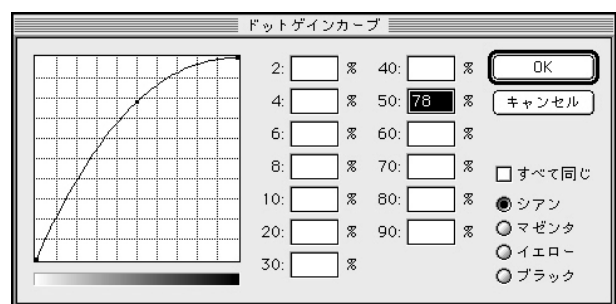 ドットゲインカーブ
2: %
4: %
6: %
8: %
10: %
20: %
30: %
40: %
50: 78 %
60: %
70: %
80: %
90: %
OK
キャンセル
すべて同じ
シアン
マゼンタ
イエロー
ブラック